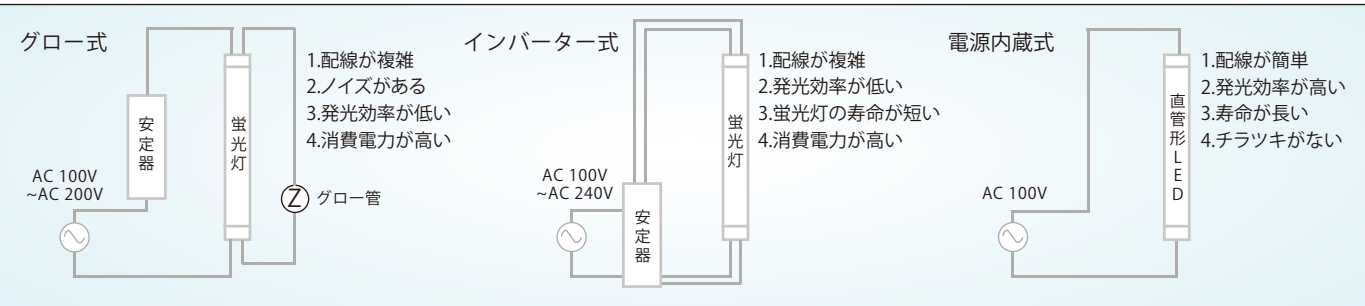 グロー式
1.配線が複雑
2.ノイズがある
3.発光効率が低い
4.消費電力が高い
安定器
蛍光灯
AC 100V
~AC 200V
Z
グロー管
インバーター式
1.配線が複雑
2.発光効率が低い
3.蛍光灯の寿命が短い
4.消費電力が高い
蛍光灯
AC 100V
~AC 240V
安定器
電源内蔵式
1.配線が簡単
2.発光効率が高い
3.寿命が長い
4.チラツキがない
直管形LED
AC 100V